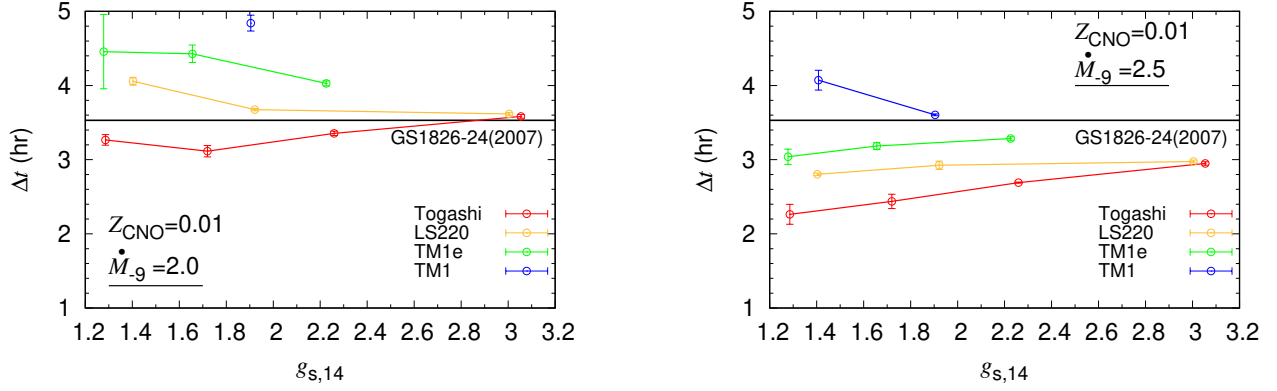 5
4
3
2
1
Δt (hr)
GS1826-24(2007)
Z_CNO=0.01
Ṁ_-9 =2.0
Togashi
LS220
TM1e
TM1
1.2 1.4 1.6 1.8 2 2.2 2.4 2.6 2.8 3 3.2
g_s,14
5
4
3
2
1
Δt (hr)
Z_CNO=0.01
Ṁ_-9 =2.5
GS1826-24(2007)
Togashi
LS220
TM1e
TM1
1.2 1.4 1.6 1.8 2 2.2 2.4 2.6 2.8 3 3.2
g_s,14